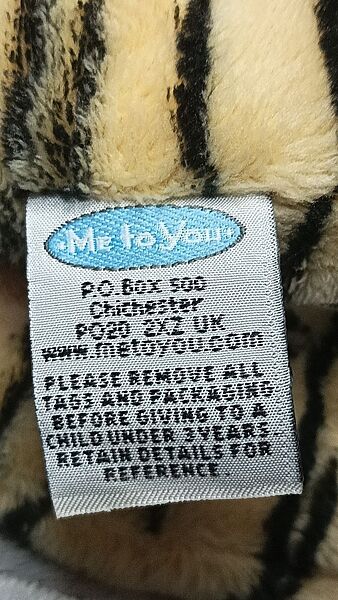 •Me to You•
P.O. BOX 500
Chichester
PO20 2XZ UK
www.metoyou.com
PLEASE REMOVE ALL
TAGS AND PACKAGING
BEFORE GIVING TO A
CHILD UNDER 3 YEARS
RETAIN DETAILS FOR
REFERENCE